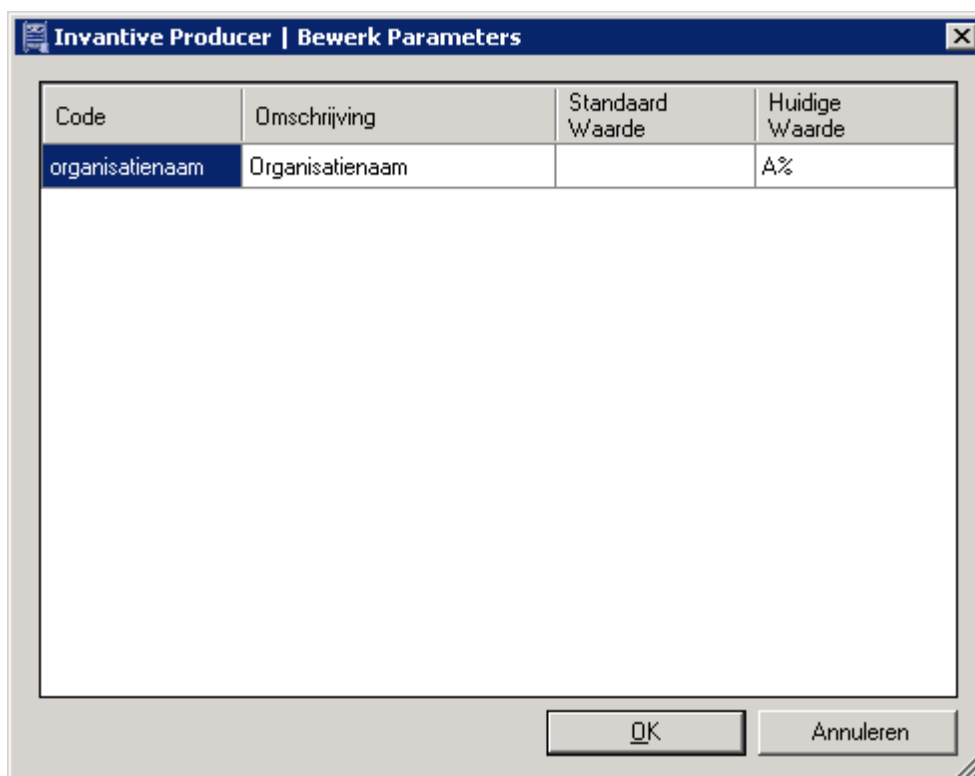 Invantive Producer | Bewerk Parameters
Code Omschrijving Standaard Waarde Huidige Waarde
organisatienaam Organisatienaam A%
OK Annuleren